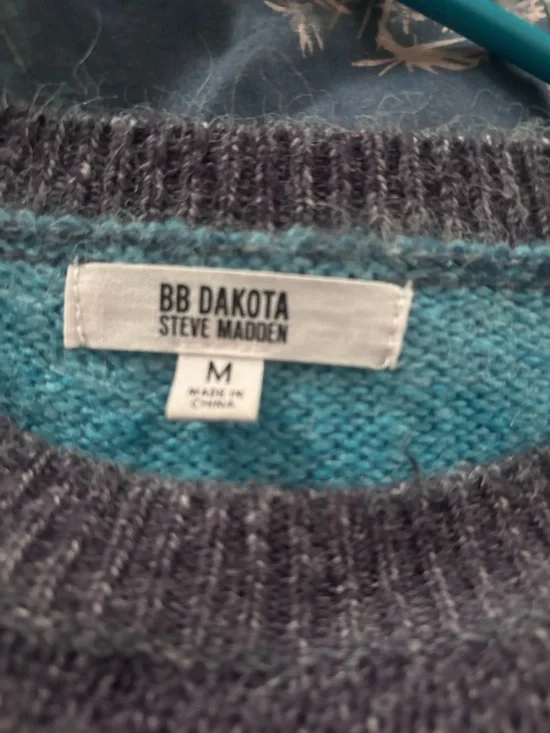 BB DAKOTA
STEVE MADDEN
M
MADE IN
CHINA